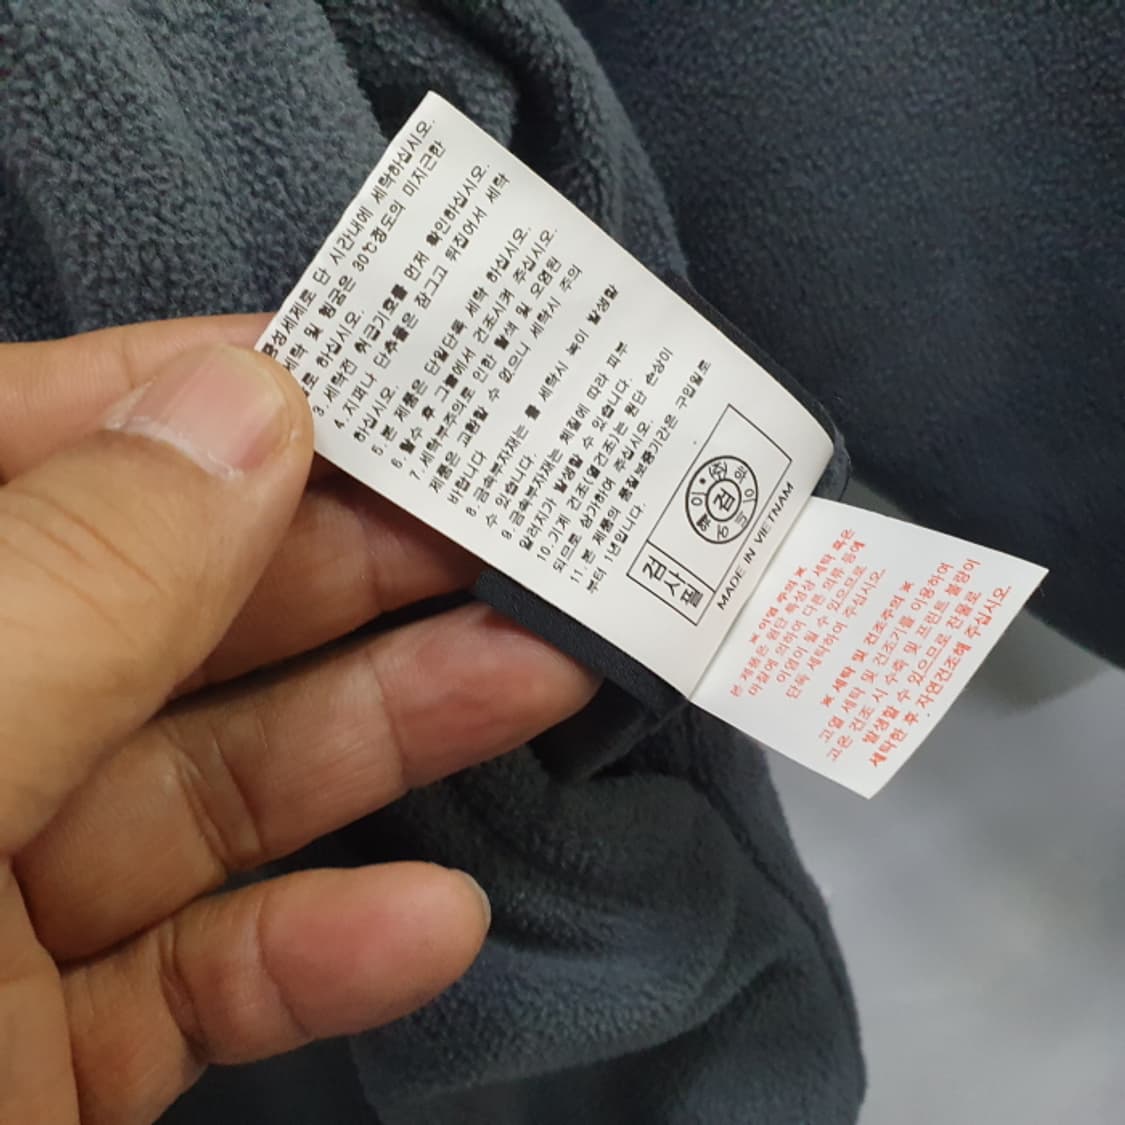 중성세제로 단 시간내에 세탁하십시오.
세탁 및 헹굼은 30℃정도의 미지근한
로 하십시오.
3. 세탁전 취급기호를 먼저 확인하십시오.
4. 지퍼나 단추들은 잠그고 뒤집어서 세탁
하십시오.
5. 본 제품은 단일단독 세탁 하십시오.
6. 탈수 후 그늘에서 건조시켜 주십시오.
7. 세탁부주의로 인한 탈색 및 오염된
제품은 교환할 수 없으니 세탁시 주의
바랍니다
8. 금속부자재는 물 세탁시 녹이 발생할
수 있습니다.
9. 금속부자재는 체질에 따라 피부
알러지가 발생할 수 있습니다.
10. 기계 건조(열건조)는 원단 손상이
되므로 삼가하여 주십시오.
11. 본 제품의 품질보증기간은 구입일로
부터 1년입니다.
검사필
검
MADE IN VIETNAM
※ 이염 주의 ※
본 제품은 원단 특성상 세탁 혹은
마찰에 의하여 다른 의류 등에
이염이 될 수 있으므로
단독 세탁하여 주십시오.
※ 세탁 및 건조주의 ※
고열 세탁 및 건조기를 이용하여
고온 건조 시 수축 및 프린트 불량이
발생할 수 있으므로 찬물로
세탁한 후 자연건조해 주십시오.